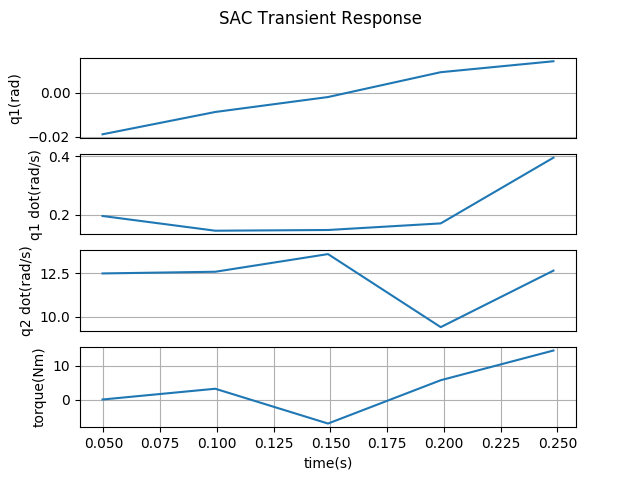 SAC Transient Response
q1(rad)
0.00
−0.02
q1 dot(rad/s)
0.4
0.2
q2 dot(rad/s)
12.5
10.0
torque(Nm)
10
0
0.050 0.075 0.100 0.125 0.150 0.175 0.200 0.225 0.250
time(s)